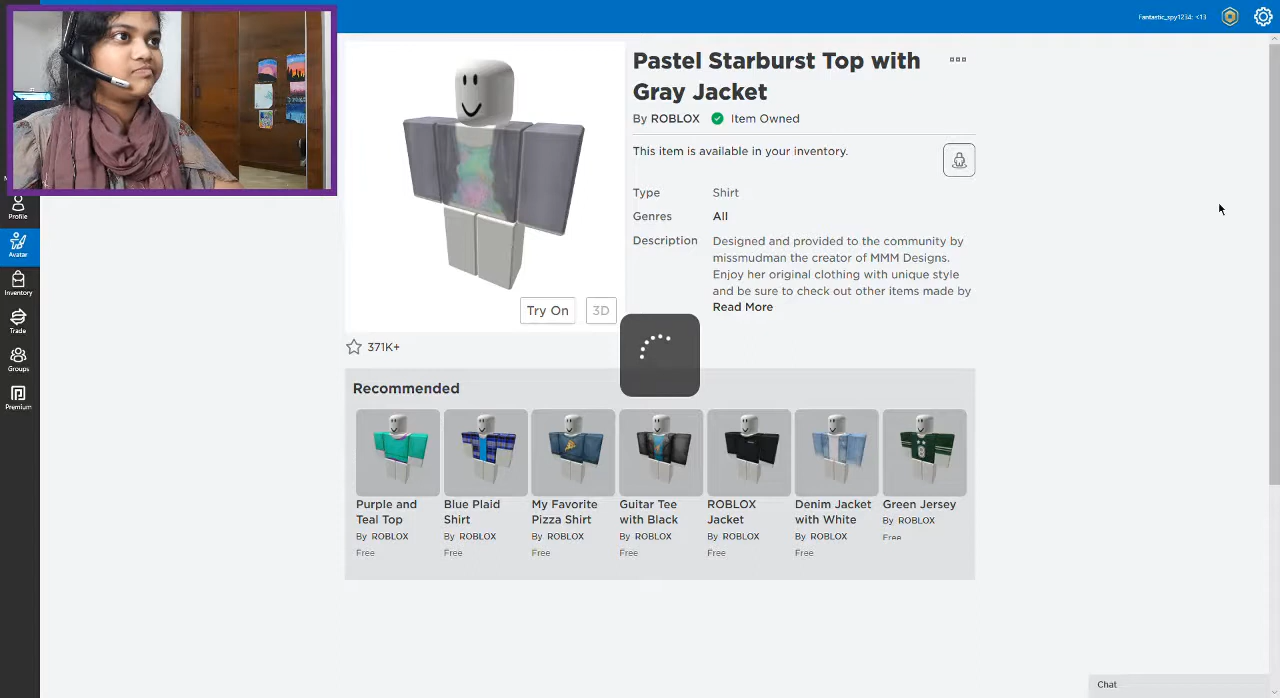 Fantastic_spy1234: <13
Pastel Starburst Top with
Gray Jacket
By ROBLOX Item Owned
This item is available in your inventory.
Type Shirt
Genres All
Description Designed and provided to the community by
missmudman the creator of MMM Designs.
Enjoy her original clothing with unique style
and be sure to check out other items made by
Read More
Try On 3D
371K+
Profile
Avatar
Inventory
Trade
Groups
Premium
Recommended
Purple and
Teal Top
By ROBLOX
Free
Blue Plaid
Shirt
By ROBLOX
Free
My Favorite
Pizza Shirt
By ROBLOX
Free
Guitar Tee
with Black
By ROBLOX
Free
ROBLOX
Jacket
By ROBLOX
Free
Denim Jacket
with White
By ROBLOX
Free
Green Jersey
By ROBLOX
Free
Chat